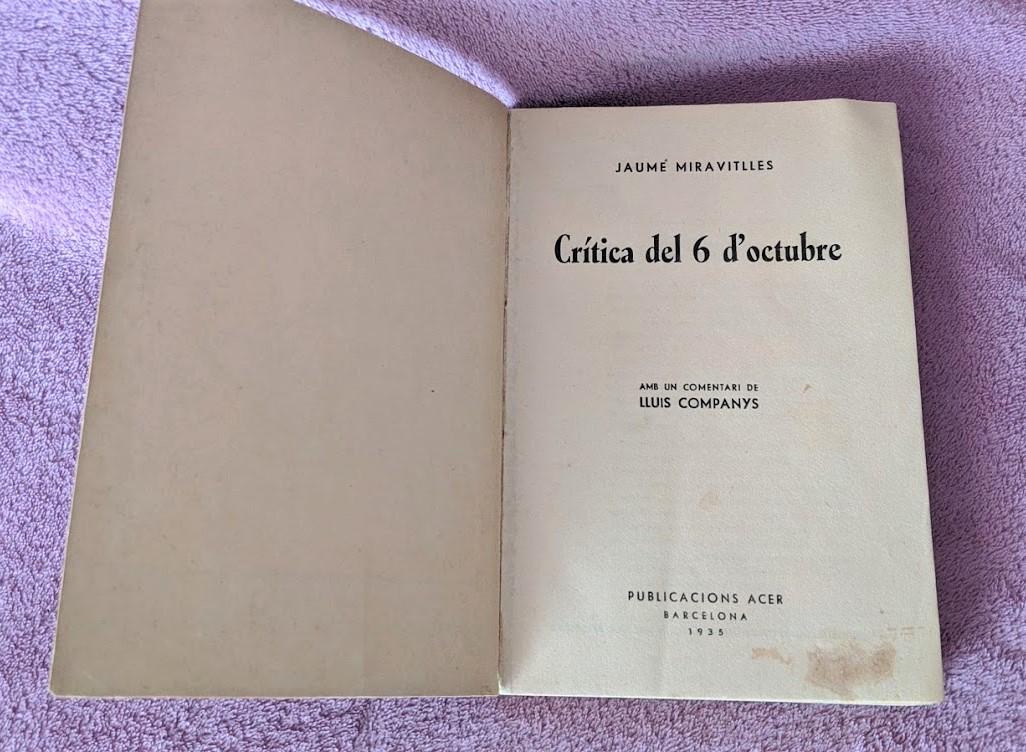 JAUME MIRAVITLLES
Crítica del 6 d'octubre
AMB UN COMENTARI DE
LLUIS COMPANYS
PUBLICACIONS ACER
BARCELONA
1935